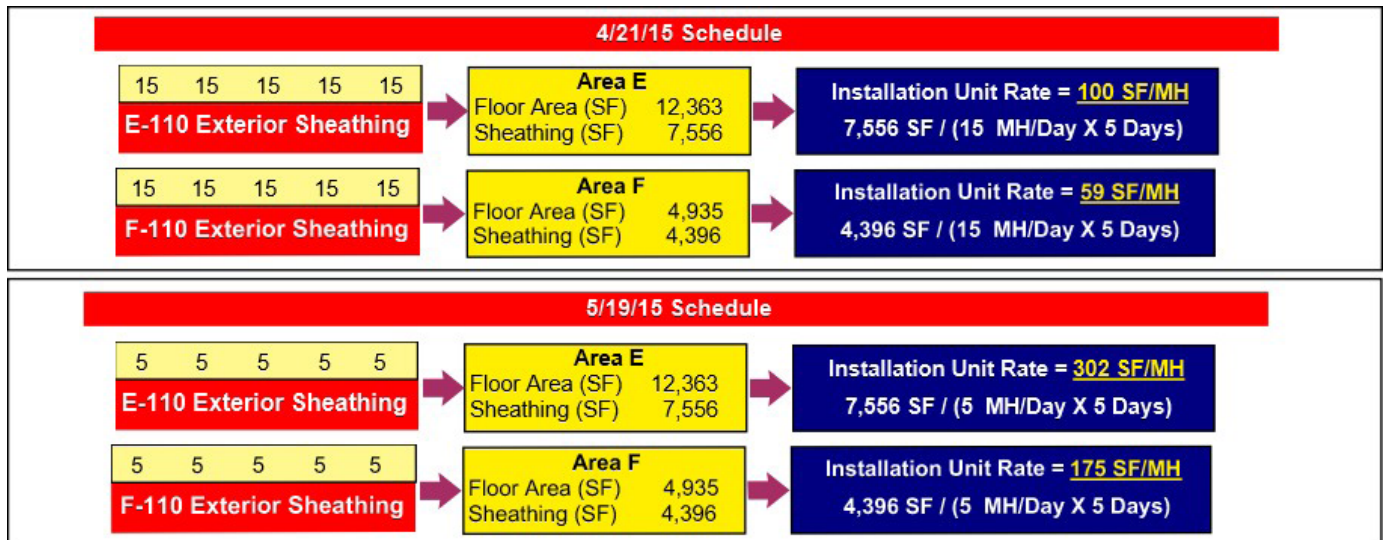 4/21/15 Schedule
15 15 15 15 15
E-110 Exterior Sheathing
Area E
Floor Area (SF) 12,363
Sheathing (SF) 7,556
Installation Unit Rate = 100 SF/MH
7,556 SF / (15 MH/Day X 5 Days)
15 15 15 15 15
F-110 Exterior Sheathing
Area F
Floor Area (SF) 4,935
Sheathing (SF) 4,396
Installation Unit Rate = 59 SF/MH
4,396 SF / (15 MH/Day X 5 Days)
5/19/15 Schedule
5 5 5 5 5
E-110 Exterior Sheathing
Area E
Floor Area (SF) 12,363
Sheathing (SF) 7,556
Installation Unit Rate = 302 SF/MH
7,556 SF / (5 MH/Day X 5 Days)
5 5 5 5 5
F-110 Exterior Sheathing
Area F
Floor Area (SF) 4,935
Sheathing (SF) 4,396
Installation Unit Rate = 175 SF/MH
4,396 SF / (5 MH/Day X 5 Days)